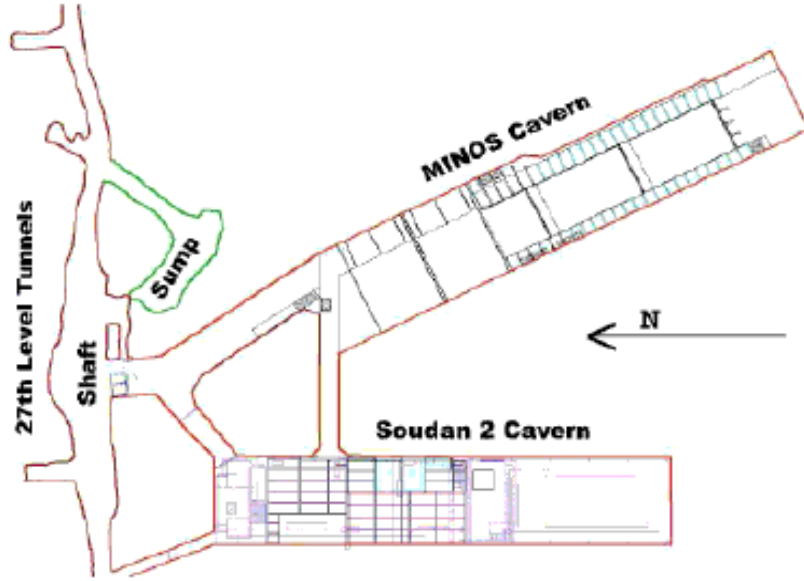 MINOS Cavern
27th Level Tunnels
Sump
Shaft
N
Soudan 2 Cavern